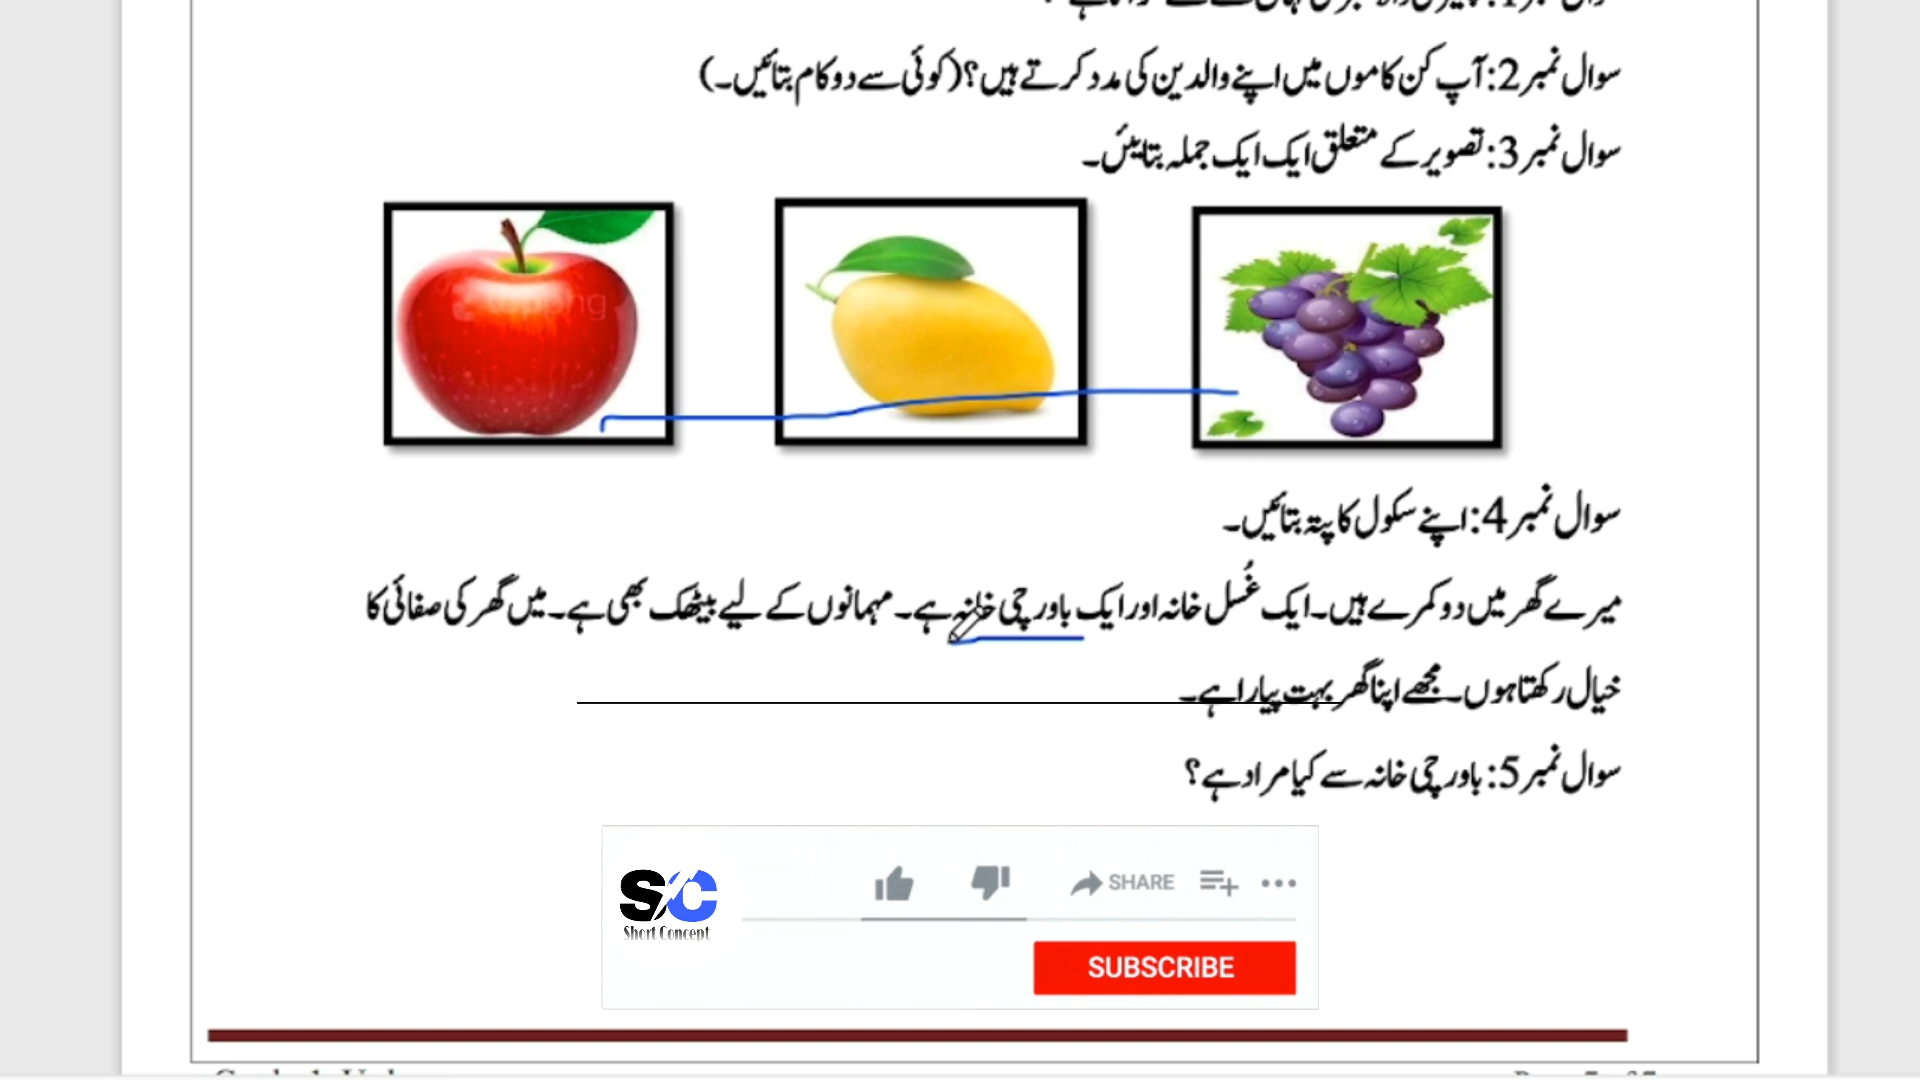 سوال نمبر 2: آپ کن کاموں میں اپنے والدین کی مدد کرتے ہیں؟ (کوئی سے دو کام بتائیں۔)
سوال نمبر 3: تصویر کے متعلق ایک ایک جملہ بتایئں۔
سوال نمبر 4: اپنے سکول کا پتہ بتائیں۔
میرے گھر میں دو کمرے ہیں۔ ایک غُسل خانہ اور ایک باورچی خانہ ہے۔ مہمانوں کے لیے بیٹھک بھی ہے۔ میں گھر کی صفائی کا
خیال رکھتا ہوں۔ مجھے اپنا گھر بہت پیارا ہے۔
سوال نمبر 5: باورچی خانہ سے کیا مراد ہے؟
SC
SHARE
Short Concept
SUBSCRIBE